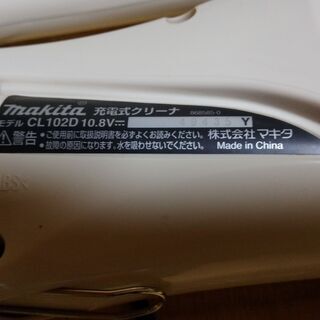 makita® 充電式クリーナ
モデル CL102D 10.8V⎓ Y
警告 ・ご使用前に取扱説明書を必ずよくお読みください。
・故障の原因になります。水を吸わせないでください。
株式会社 マキタ
Made in China